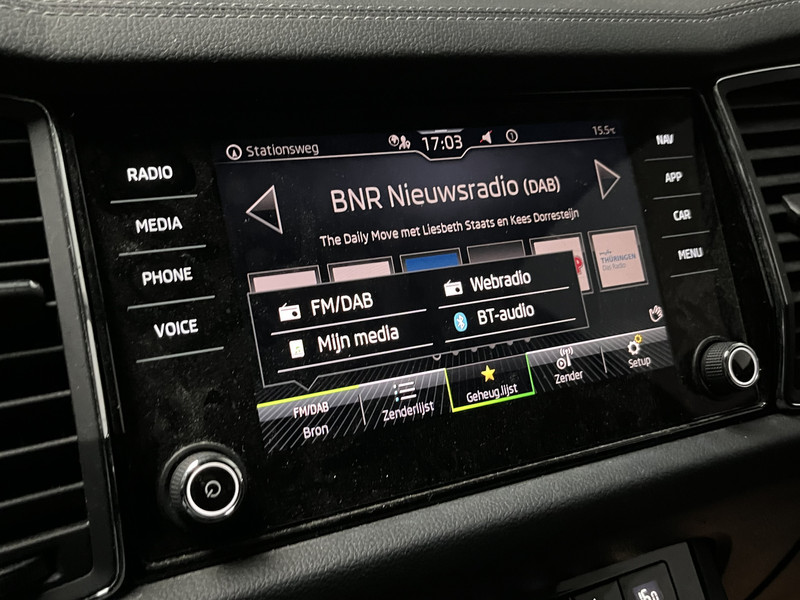 Stationsweg
17:03
15.5°C
RADIO
MEDIA
PHONE
VOICE
BNR Nieuwsradio (DAB)
The Daily Move met Liesbeth Staats en Kees Dorresteijn
THÜRINGEN
Das Radio
FM/DAB
Webradio
Mijn media
BT-audio
FM/DAB
Bron
Zenderlijst
Geheug.lijst
Zender
Setup
NAV
APP
CAR
MENU